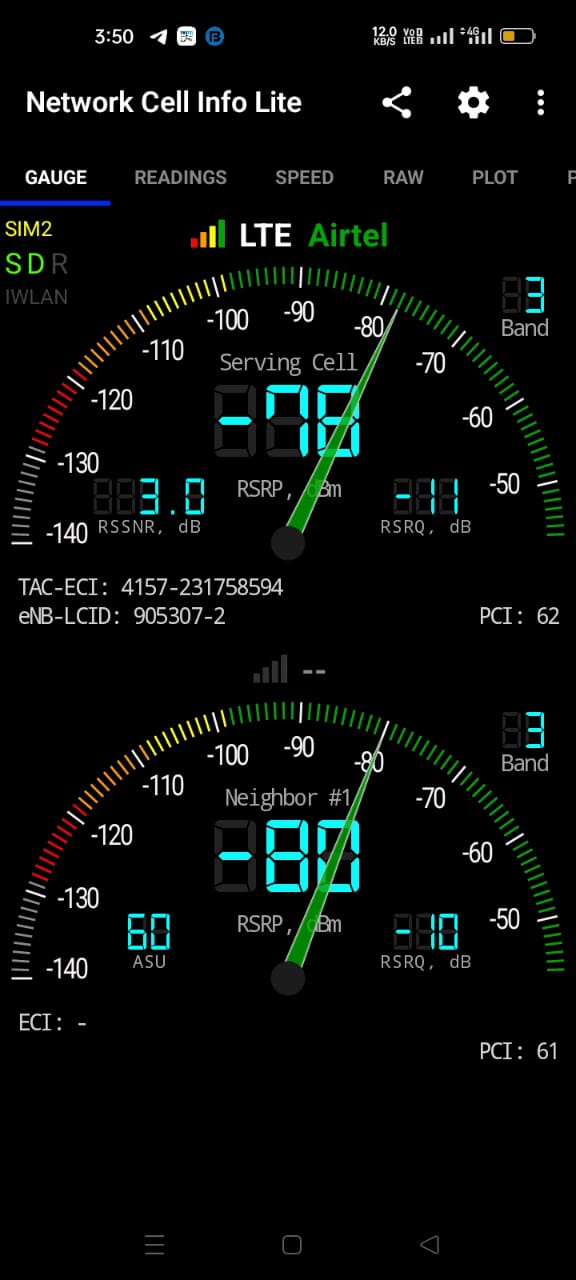 3:50
12.0 KB/S
VoD LTED
4G
Network Cell Info Lite
GAUGE READINGS SPEED RAW PLOT P
SIM2
LTE Airtel
S D R
IWLAN
3
Band
-140 -130 -120 -110 -100 -90 -80 -70 -60 -50
Serving Cell
-78
RSRP, dBm
3.0
RSSNR, dB
-11
RSRQ, dB
TAC-ECI: 4157-231758594
eNB-LCID: 905307-2
PCI: 62
--
3
Band
-140 -130 -120 -110 -100 -90 -80 -70 -60 -50
Neighbor #1
-80
RSRP, dBm
60
ASU
-10
RSRQ, dB
ECI: -
PCI: 61